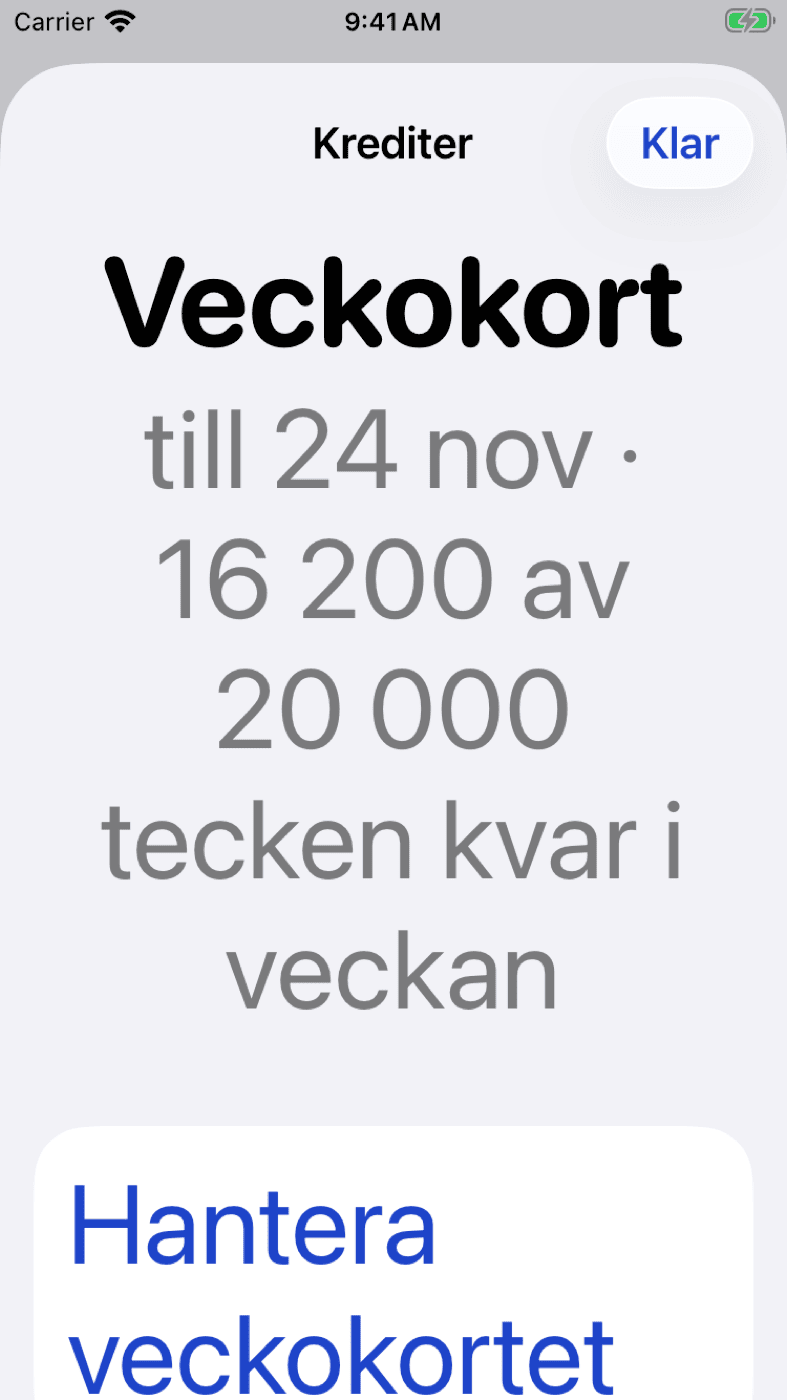 Carrier 9:41 AM
Krediter Klar
Veckokort
till 24 nov ·
16 200 av
20 000
tecken kvar i
veckan
Hantera
veckokortet